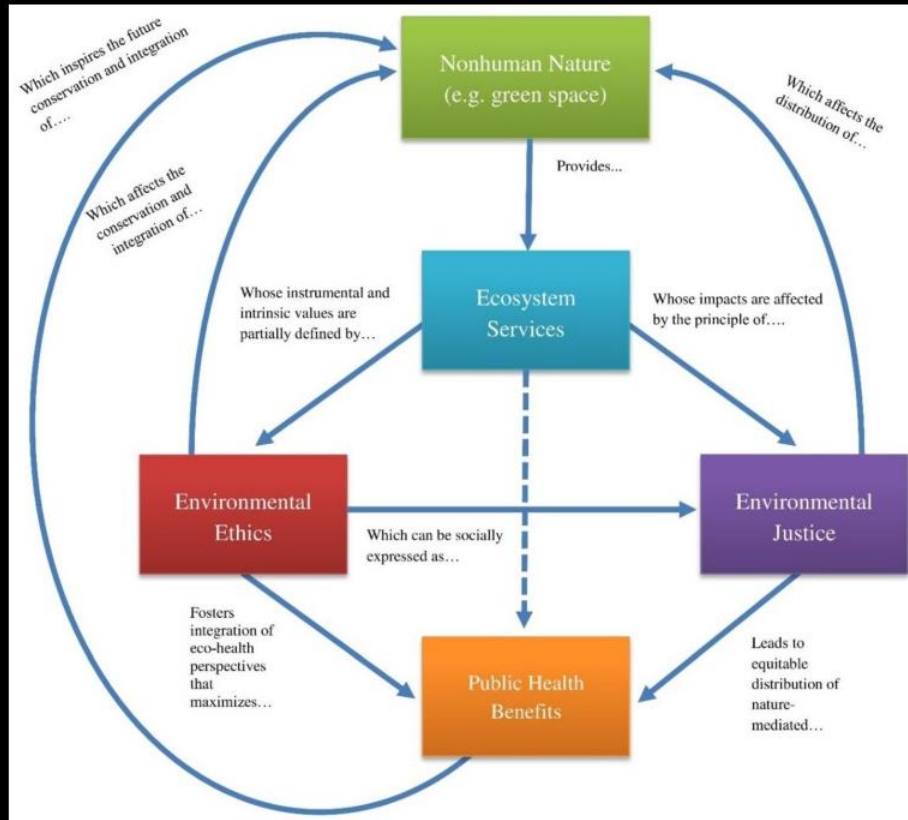 Which inspires the future
conservation and integration
of….
Which affects the
conservation and
integration of…
Nonhuman Nature
(e.g. green space)
Which affects the
distribution of…
Provides...
Whose instrumental and
intrinsic values are
partially defined by…
Ecosystem
Services
Whose impacts are affected
by the principle of….
Environmental
Ethics
Which can be socially
expressed as…
Environmental
Justice
Fosters
integration of
eco-health
perspectives
that
maximizes…
Public Health
Benefits
Leads to
equitable
distribution of
nature-
mediated…